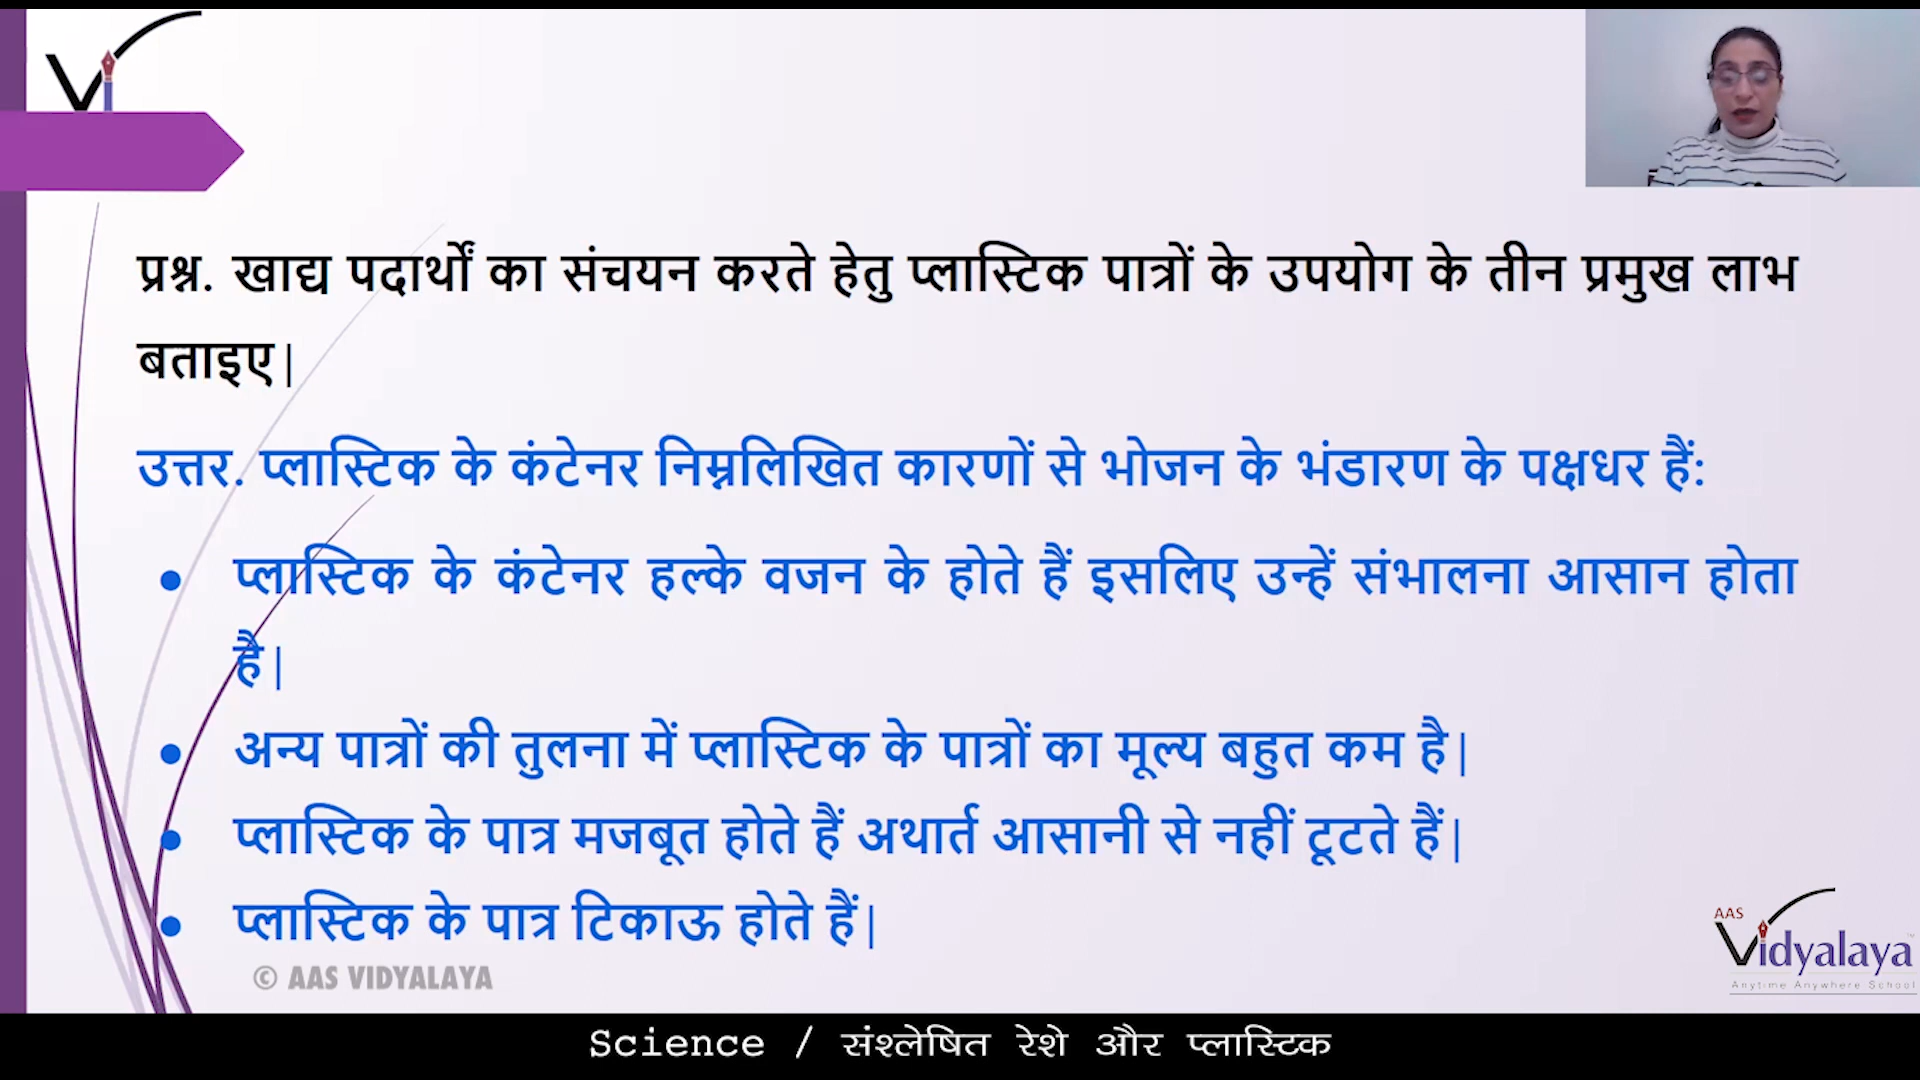 प्रश्न. खाद्य पदार्थों का संचयन करते हेतु प्लास्टिक पात्रों के उपयोग के तीन प्रमुख लाभ
बताइए|
उत्तर. प्लास्टिक के कंटेनर निम्नलिखित कारणों से भोजन के भंडारण के पक्षधर हैं:
● प्लास्टिक के कंटेनर हल्के वजन के होते हैं इसलिए उन्हें संभालना आसान होता
है|
● अन्य पात्रों की तुलना में प्लास्टिक के पात्रों का मूल्य बहुत कम है|
● प्लास्टिक के पात्र मजबूत होते हैं अथार्त आसानी से नहीं टूटते हैं|
● प्लास्टिक के पात्र टिकाऊ होते हैं|
© AAS VIDYALAYA
AAS
Vidyalaya
Anytime Anywhere School
Science / संश्लेषित रेशे और प्लास्टिक